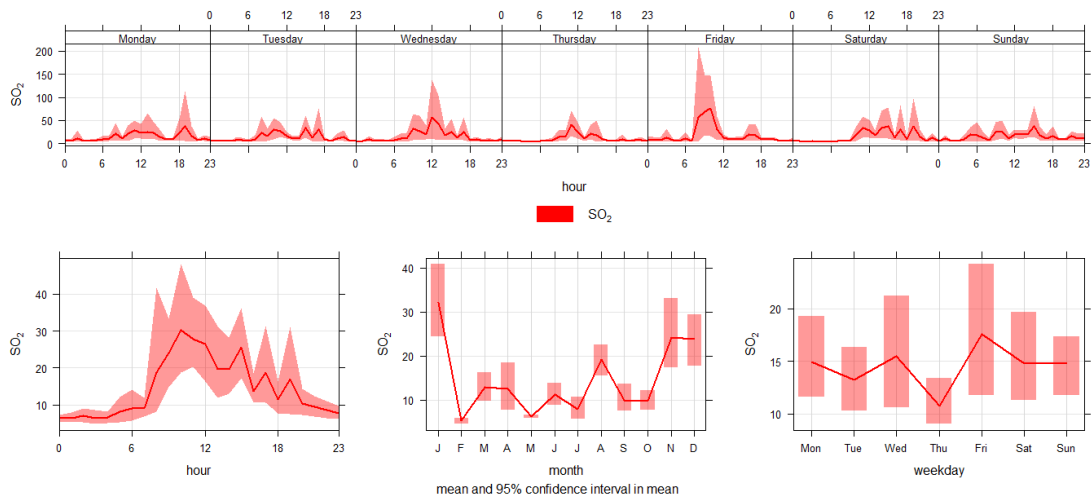 0 6 12 18 23 0 6 12 18 23 0 6 12 18 23
Monday Tuesday Wednesday Thursday Friday Saturday Sunday
SO2
200
150
100
50
0
0 6 12 18 23 0 6 12 18 23 0 6 12 18 23 0 6 12 18 23
hour
SO2
SO2
40
30
20
10
0 6 12 18 23
hour
SO2
40
30
20
10
J F M A M J J A S O N D
month
SO2
20
15
10
Mon Tue Wed Thu Fri Sat Sun
weekday
mean and 95% confidence interval in mean